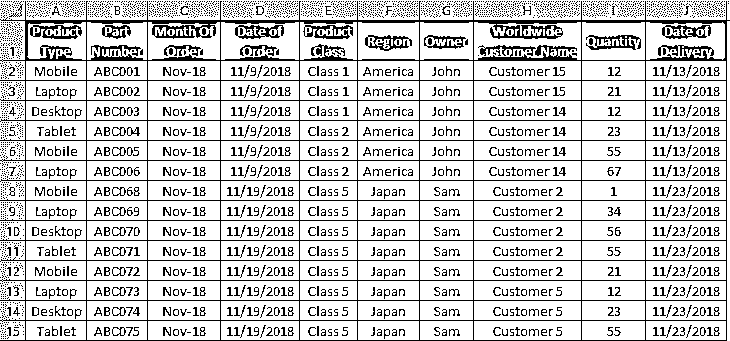 A B C D E F G H I J
Product Part Month Of Date of Product Region Owner Worldwide Quantity Date of
1 Type Number Order Order Class Customer Name Delivery
2 Mobile ABC001 Nov-18 11/9/2018 Class 1 America John Customer 15 12 11/13/2018
3 Laptop ABC002 Nov-18 11/9/2018 Class 1 America John Customer 15 21 11/13/2018
4 Desktop ABC003 Nov-18 11/9/2018 Class 1 America John Customer 14 12 11/13/2018
5 Tablet ABC004 Nov-18 11/9/2018 Class 2 America John Customer 14 23 11/13/2018
6 Mobile ABC005 Nov-18 11/9/2018 Class 2 America John Customer 14 55 11/13/2018
7 Laptop ABC006 Nov-18 11/9/2018 Class 2 America John Customer 14 67 11/13/2018
8 Mobile ABC068 Nov-18 11/19/2018 Class 5 Japan Sam Customer 2 1 11/23/2018
9 Laptop ABC069 Nov-18 11/19/2018 Class 5 Japan Sam Customer 2 34 11/23/2018
10 Desktop ABC070 Nov-18 11/19/2018 Class 5 Japan Sam Customer 2 56 11/23/2018
11 Tablet ABC071 Nov-18 11/19/2018 Class 5 Japan Sam Customer 2 55 11/23/2018
12 Mobile ABC072 Nov-18 11/19/2018 Class 5 Japan Sam Customer 2 21 11/23/2018
13 Laptop ABC073 Nov-18 11/19/2018 Class 5 Japan Sam Customer 5 12 11/23/2018
14 Desktop ABC074 Nov-18 11/19/2018 Class 5 Japan Sam Customer 5 23 11/23/2018
15 Tablet ABC075 Nov-18 11/19/2018 Class 5 Japan Sam Customer 5 55 11/23/2018